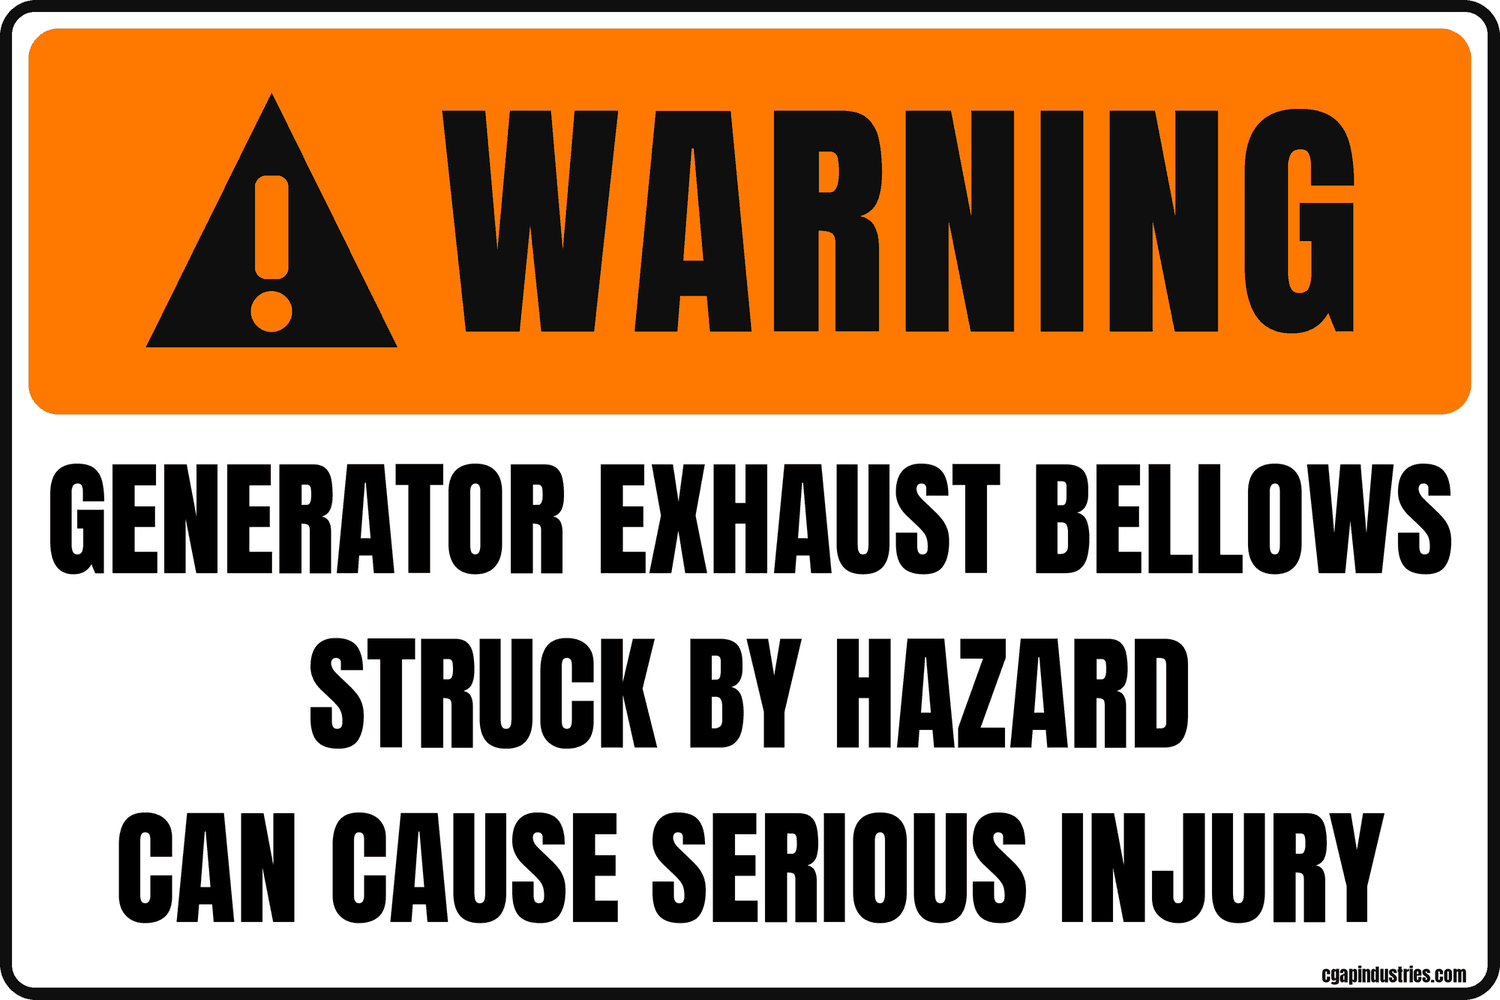 WARNING
GENERATOR EXHAUST BELLOWS
STRUCK BY HAZARD
CAN CAUSE SERIOUS INJURY
cgapindustries.com